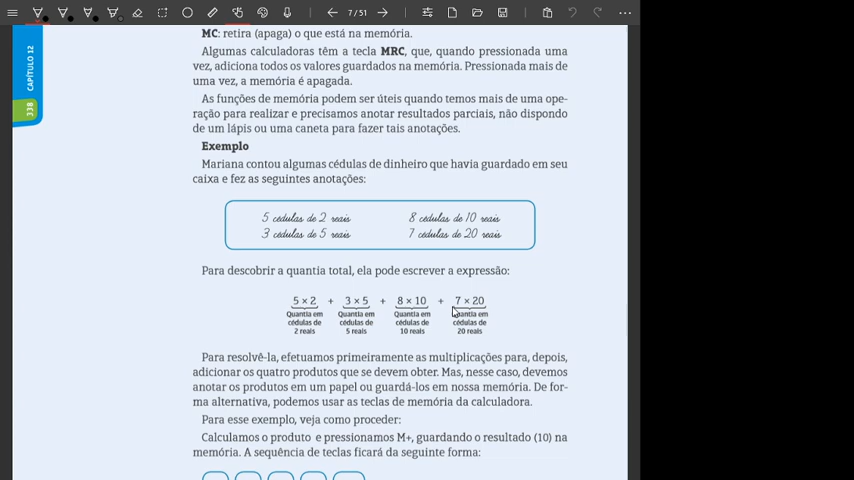 7 / 51
CAPÍTULO 12
338
MC: retira (apaga) o que está na memória.
Algumas calculadoras têm a tecla MRC, que, quando pressionada uma
vez, adiciona todos os valores guardados na memória. Pressionada mais de
uma vez, a memória é apagada.
As funções de memória podem ser úteis quando temos mais de uma ope-
ração para realizar e precisamos anotar resultados parciais, não dispondo
de um lápis ou uma caneta para fazer tais anotações.
Exemplo
Mariana contou algumas cédulas de dinheiro que havia guardado em seu
caixa e fez as seguintes anotações:
5 cédulas de 2 reais 8 cédulas de 10 reais
3 cédulas de 5 reais 7 cédulas de 20 reais
Para descobrir a quantia total, ela pode escrever a expressão:
5 × 2 + 3 × 5 + 8 × 10 + 7 × 20
Quantia em Quantia em Quantia em Quantia em
cédulas de cédulas de cédulas de cédulas de
2 reais 5 reais 10 reais 20 reais
Para resolvê-la, efetuamos primeiramente as multiplicações para, depois,
adicionar os quatro produtos que se devem obter. Mas, nesse caso, devemos
anotar os produtos em um papel ou guardá-los em nossa memória. De for-
ma alternativa, podemos usar as teclas de memória da calculadora.
Para esse exemplo, veja como proceder:
Calculamos o produto e pressionamos M+, guardando o resultado (10) na
memória. A sequência de teclas ficará da seguinte forma: